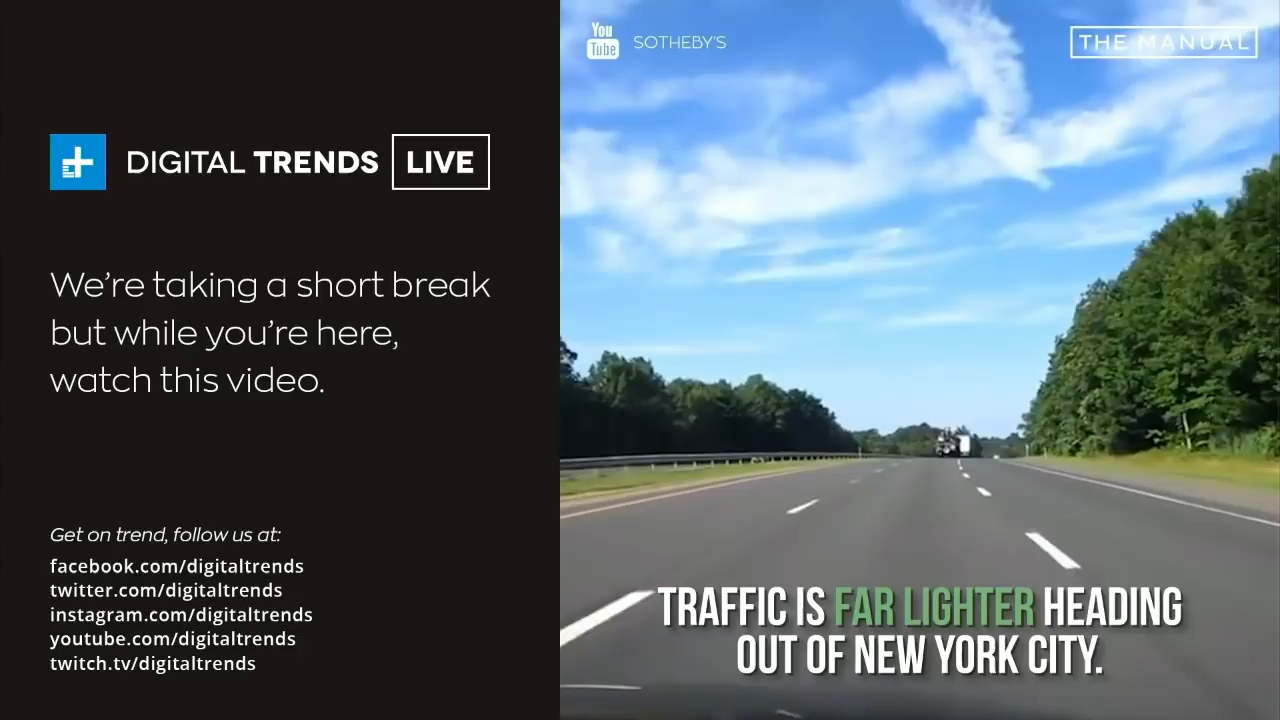 DIGITAL TRENDS LIVE
We're taking a short break
but while you're here,
watch this video.
Get on trend, follow us at:
facebook.com/digitaltrends
twitter.com/digitaltrends
instagram.com/digitaltrends
youtube.com/digitaltrends
twitch.tv/digitaltrends
You
Tube
SOTHEBY'S
THE MANUAL
TRAFFIC IS FAR LIGHTER HEADING
OUT OF NEW YORK CITY.